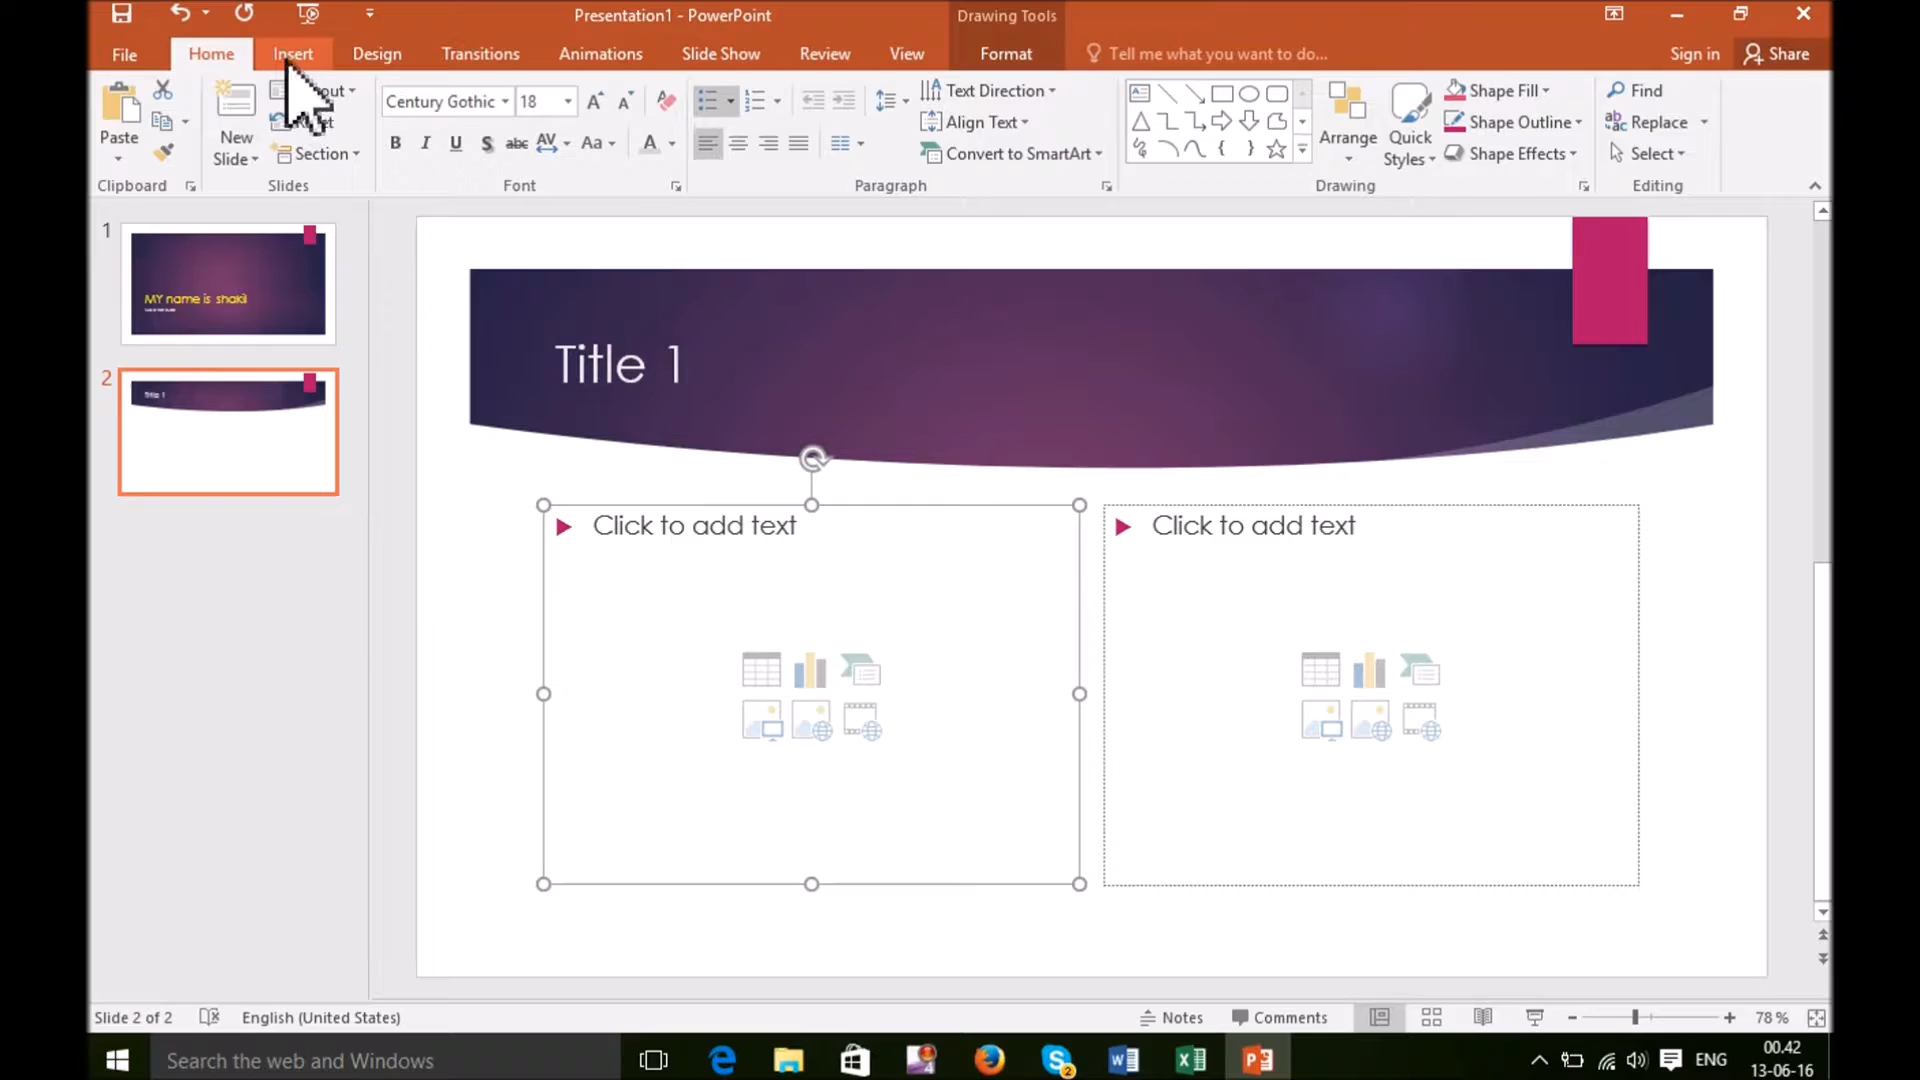 Presentation1 - PowerPoint
Drawing Tools
File
Home
Insert
Design
Transitions
Animations
Slide Show
Review
View
Format
Tell me what you want to do...
Sign in
Share
Paste
Clipboard
New
Slide
Section
Slides
Century Gothic
18
B I U S abc AV Aa A
Font
Text Direction
Align Text
Convert to SmartArt
Paragraph
Arrange
Quick
Styles
Shape Fill
Shape Outline
Shape Effects
Drawing
Find
Replace
Select
Editing
1
MY name is shakil
2
Title 1
Title 1
Click to add text
Click to add text
Slide 2 of 2
English (United States)
Notes
Comments
78 %
Search the web and Windows
ENG
00.42
13-06-16